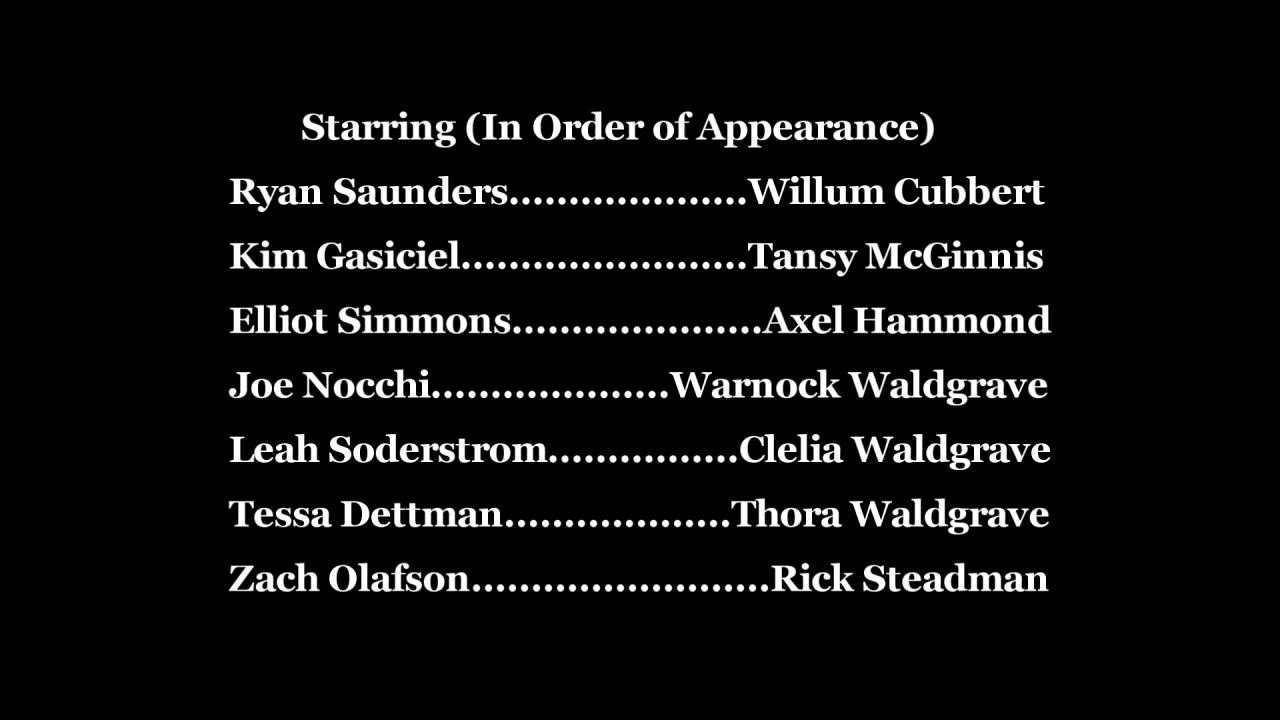 Starring (In Order of Appearance)
Ryan Saunders....................Willum Cubbert
Kim Gasiciel........................Tansy McGinnis
Elliot Simmons.....................Axel Hammond
Joe Nocchi....................Warnock Waldgrave
Leah Soderstrom................Clelia Waldgrave
Tessa Dettman...................Thora Waldgrave
Zach Olafson.........................Rick Steadman